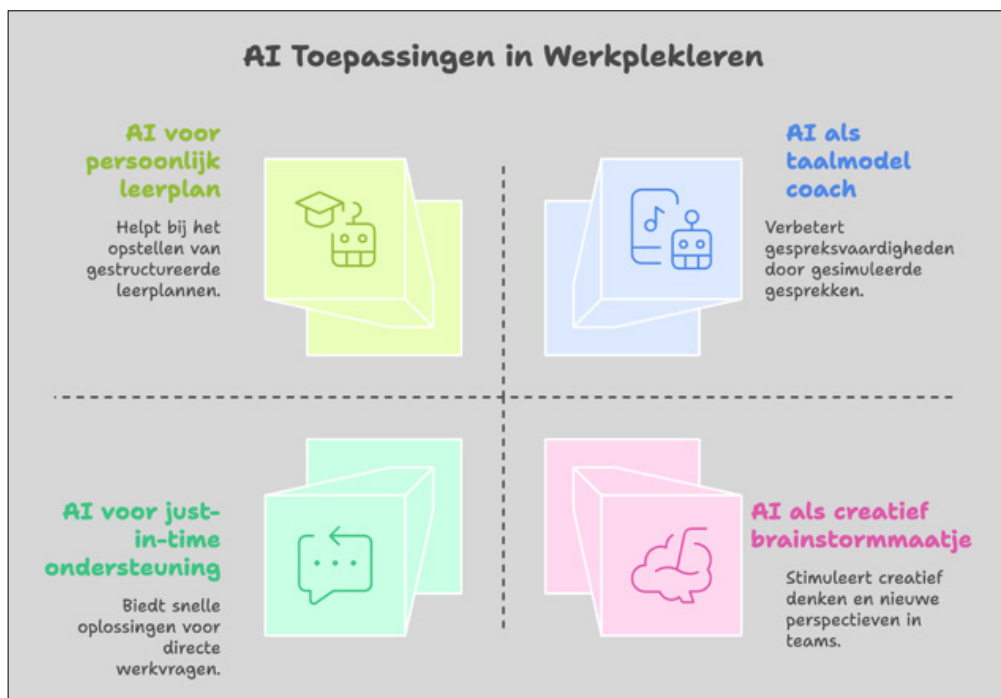 AI Toepassingen in Werkplekleren
AI voor
persoonlijk
leerplan
Helpt bij het
opstellen van
gestructureerde
leerplannen.
AI als
taalmodel
coach
Verbetert
gespreksvaardigheden
door gesimuleerde
gesprekken.
AI voor just-
in-time
ondersteuning
Biedt snelle
oplossingen voor
directe
werkvragen.
AI als creatief
brainstormmaatje
Stimuleert creatief
denken en nieuwe
perspectieven in
teams.